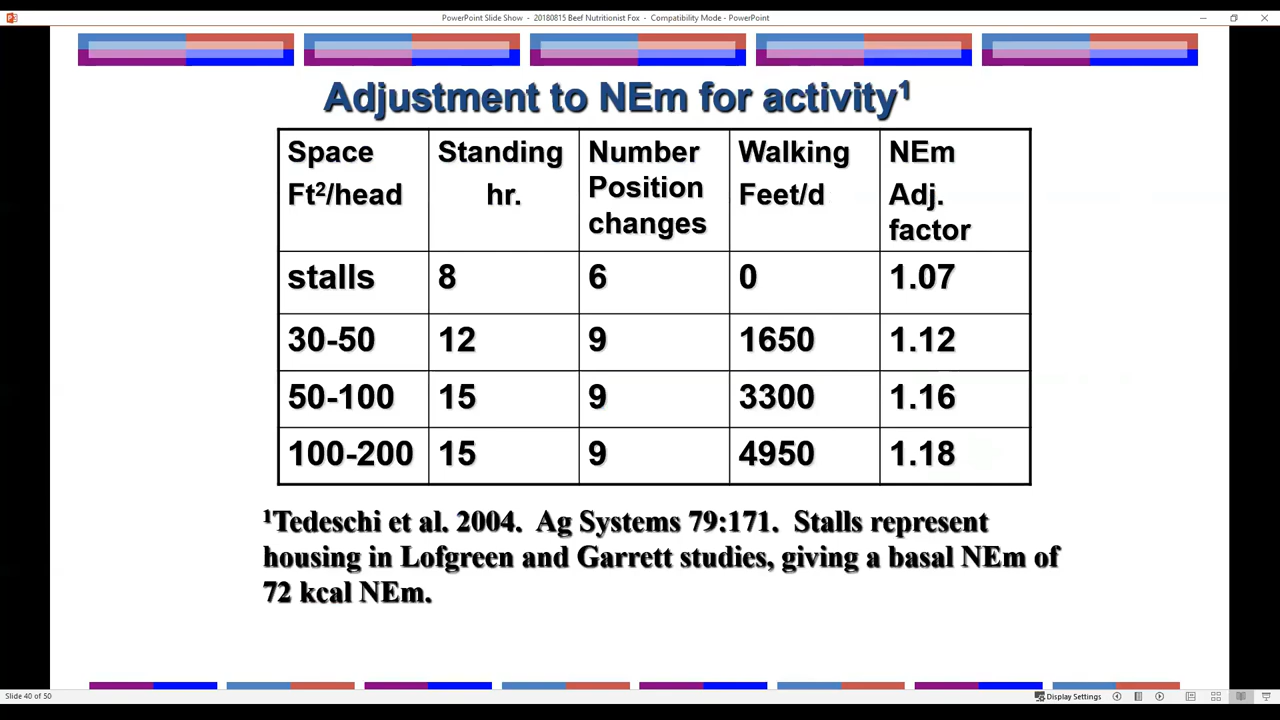 PowerPoint Slide Show - 20180815 Beef Nutritionist Fox - Compatibility Mode - PowerPoint
Adjustment to NEm for activity¹
Space Ft²/head
Standing hr.
Number Position changes
Walking Feet/d
NEm Adj. factor
stalls 8 6 0 1.07
30-50 12 9 1650 1.12
50-100 15 9 3300 1.16
100-200 15 9 4950 1.18
¹Tedeschi et al. 2004. Ag Systems 79:171. Stalls represent
housing in Lofgreen and Garrett studies, giving a basal NEm of
72 kcal NEm.
Slide 40 of 50
Display Settings